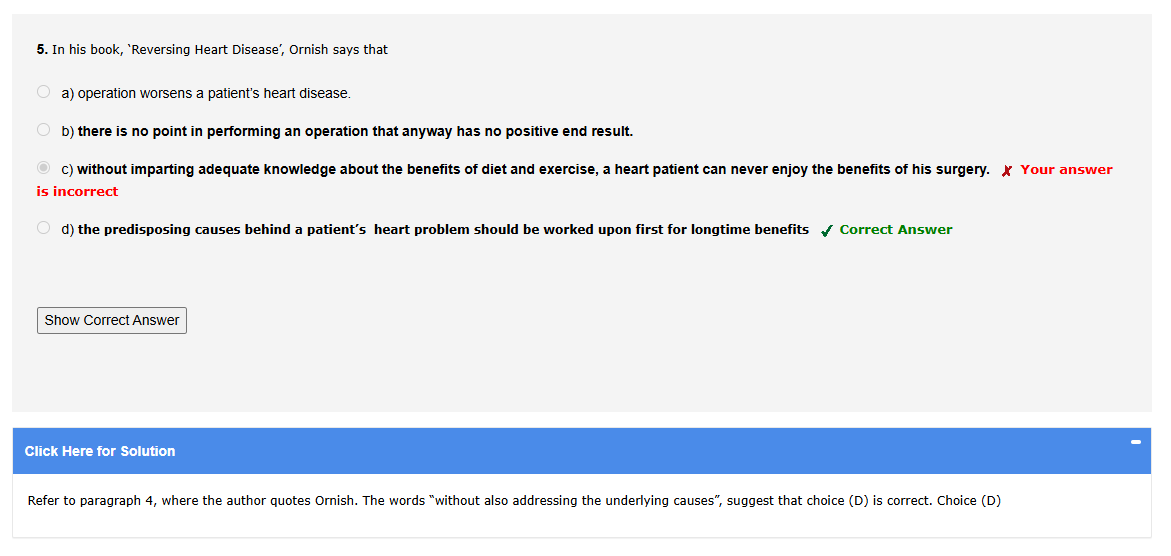 5. In his book, ‘Reversing Heart Disease’, Ornish says that
a) operation worsens a patient's heart disease.
b) there is no point in performing an operation that anyway has no positive end result.
c) without imparting adequate knowledge about the benefits of diet and exercise, a heart patient can never enjoy the benefits of his surgery. ✗ Your answer
is incorrect
d) the predisposing causes behind a patient’s heart problem should be worked upon first for longtime benefits ✓ Correct Answer
Show Correct Answer
Click Here for Solution
Refer to paragraph 4, where the author quotes Ornish. The words “without also addressing the underlying causes”, suggest that choice (D) is correct. Choice (D)